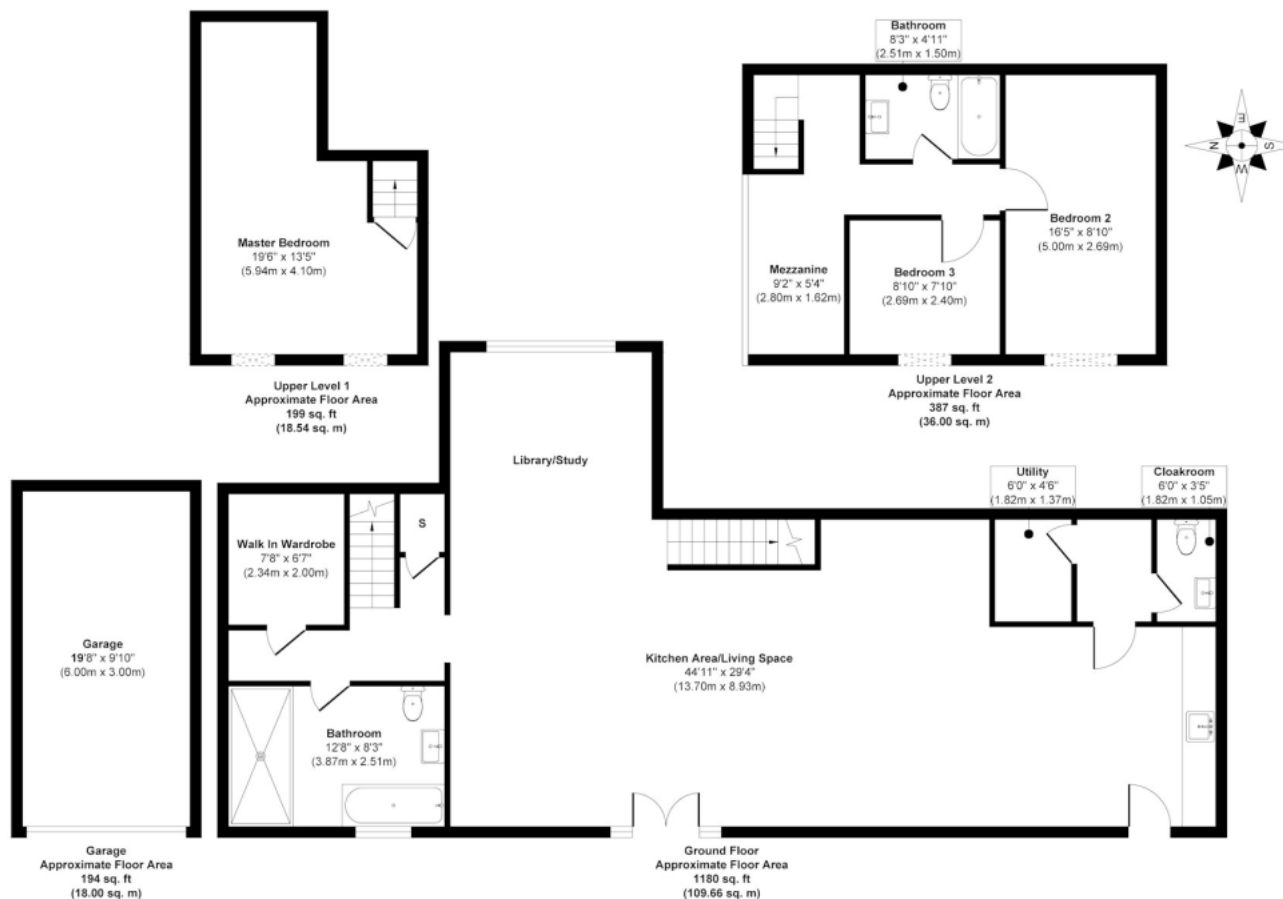 Bathroom
8'3" x 4'11"
(2.51m x 1.50m)
E
N
S
W
Master Bedroom
19'6" x 13'5"
(5.94m x 4.10m)
Bedroom 2
16'5" x 8'10"
(5.00m x 2.69m)
Mezzanine
9'2" x 5'4"
(2.80m x 1.62m)
Bedroom 3
8'10" x 7'10"
(2.69m x 2.40m)
Upper Level 1
Approximate Floor Area
199 sq. ft
(18.54 sq. m)
Upper Level 2
Approximate Floor Area
387 sq. ft
(36.00 sq. m)
Library/Study
Utility
6'0" x 4'6"
(1.82m x 1.37m)
Cloakroom
6'0" x 3'5"
(1.82m x 1.05m)
S
Walk In Wardrobe
7'8" x 6'7"
(2.34m x 2.00m)
Garage
19'8" x 9'10"
(6.00m x 3.00m)
Kitchen Area/Living Space
44'11" x 29'4"
(13.70m x 8.93m)
Bathroom
12'8" x 8'3"
(3.87m x 2.51m)
Garage
Approximate Floor Area
194 sq. ft
(18.00 sq. m)
Ground Floor
Approximate Floor Area
1180 sq. ft
(109.66 sq. m)